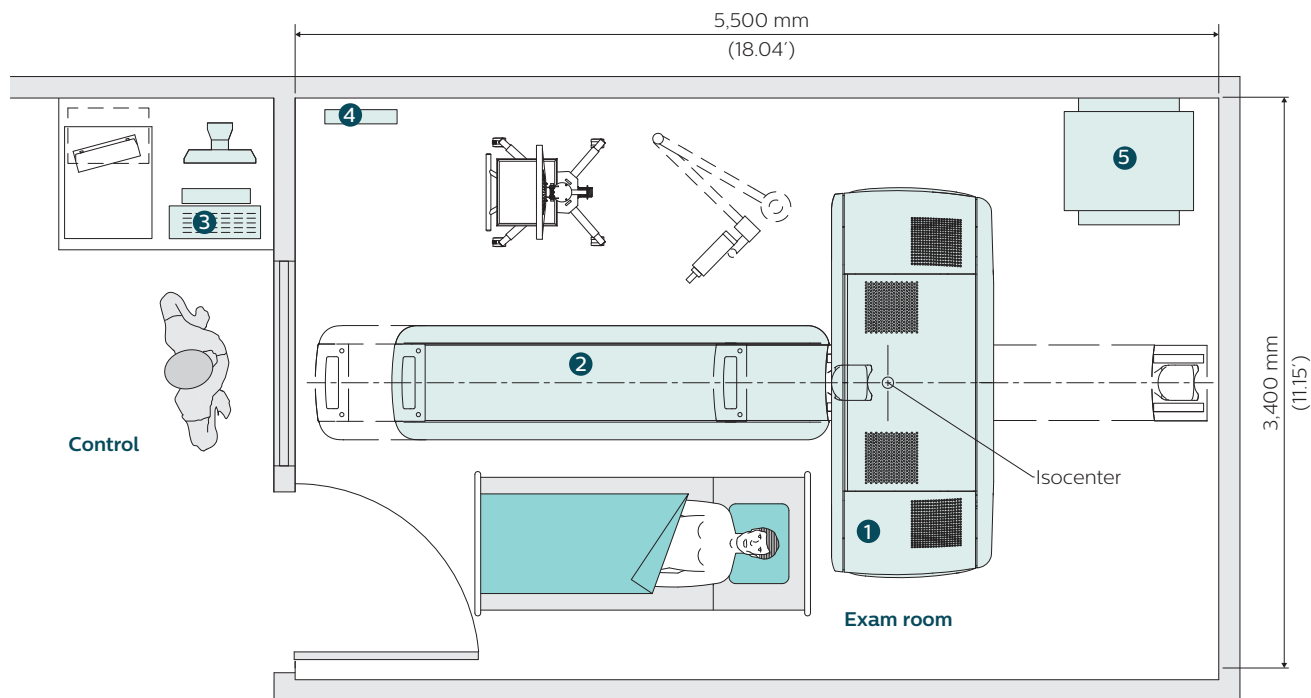 5,500 mm
(18.04´)
4
5
3
2
3,400 mm
(11.15´)
Control
Isocenter
1
Exam room